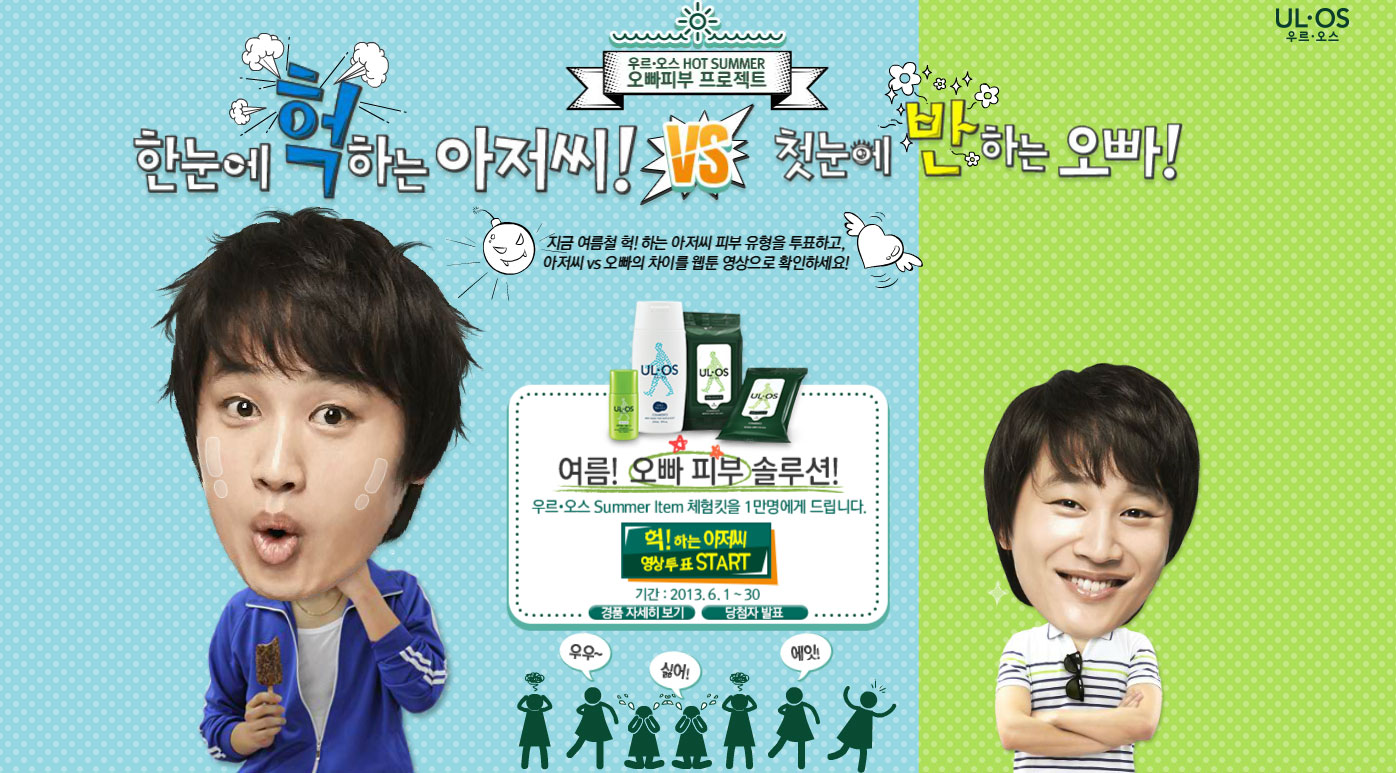 UL·OS
우르·오스
우르·오스 HOT SUMMER
오빠피부 프로젝트
한눈에 헉하는 아저씨! VS 첫눈에 반하는 오빠!
지금 여름철 헉! 하는 아저씨 피부 유형을 투표하고,
아저씨 vs 오빠의 차이를 웹툰 영상으로 확인하세요!
UL·OS
UL·OS
UL·OS
UL·OS
여름! 오빠 피부 솔루션!
우르·오스 Summer Item 체험킷을 1만명에게 드립니다.
헉! 하는 아저씨
영상투표 START
기간 : 2013. 6. 1 ~ 30
경품 자세히 보기
당첨자 발표
우우~
싫어!
에잇!